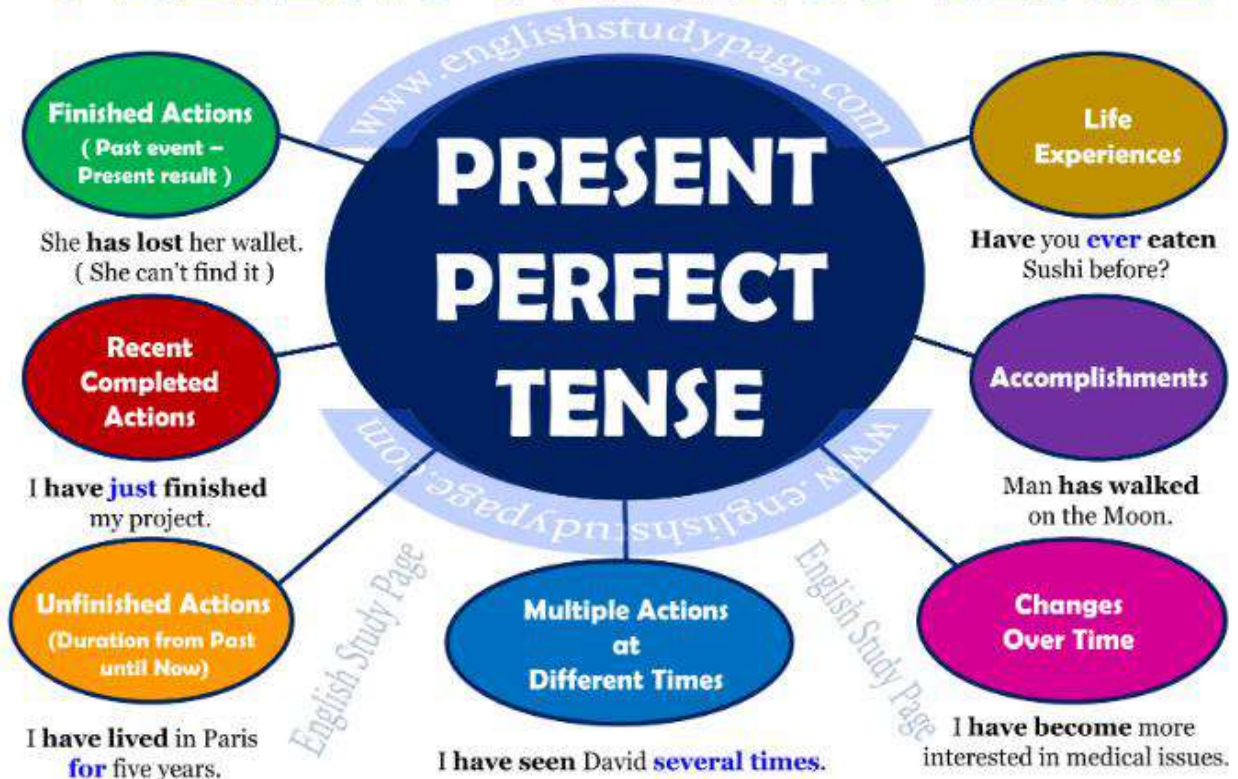 www.englishstudypage.com
PRESENT
PERFECT
TENSE
www.englishstudypage.com
Finished Actions
( Past event –
Present result )
She has lost her wallet.
( She can't find it )
Recent
Completed
Actions
I have just finished
my project.
Unfinished Actions
(Duration from Past
until Now)
I have lived in Paris
for five years.
English Study Page
Multiple Actions
at
Different Times
I have seen David several times.
English Study Page
Life
Experiences
Have you ever eaten
Sushi before?
Accomplishments
Man has walked
on the Moon.
Changes
Over Time
I have become more
interested in medical issues.